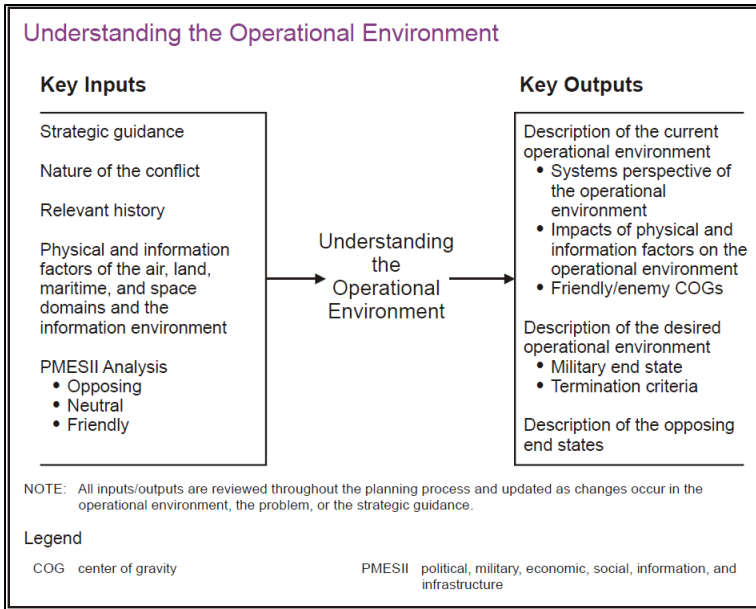 Understanding the Operational Environment
Key Inputs
Strategic guidance
Nature of the conflict
Relevant history
Physical and information
factors of the air, land,
maritime, and space
domains and the
information environment
PMESII Analysis
• Opposing
• Neutral
• Friendly
Understanding
the
Operational
Environment
Key Outputs
Description of the current
operational environment
• Systems perspective of
the operational
environment
• Impacts of physical and
information factors on the
operational environment
• Friendly/enemy COGs
Description of the desired
operational environment
• Military end state
• Termination criteria
Description of the opposing
end states
NOTE: All inputs/outputs are reviewed throughout the planning process and updated as changes occur in the
operational environment, the problem, or the strategic guidance.
Legend
COG center of gravity
PMESII political, military, economic, social, information, and
infrastructure